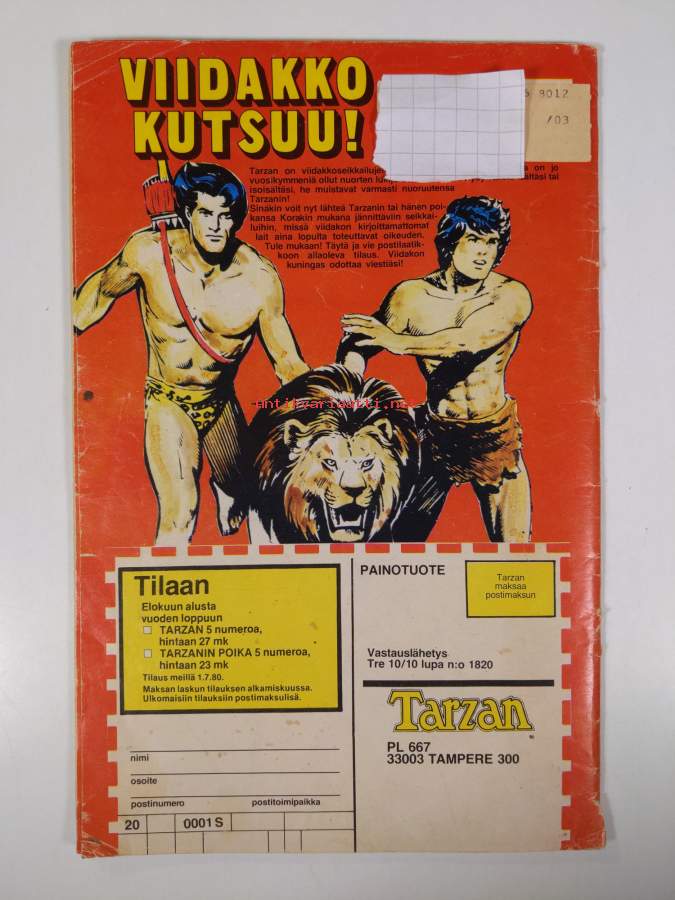 VIIDAKKO
KUTSUU!
8012
/03
Tarzan on viidakkoseikkailuje
on jo
vuosikymmeniä ollut nuorten
isoisältäsi, he muistavat varmasti nuoruutensa
Tarzanin!
Sinäkin voit nyt lähteä Tarzanin tai hänen poi-
kansa Korakin mukana jännittäviin seikkai-
luihin, missä viidakon kirjoittamattomat
lait aina lopulta toteuttavat oikeuden.
Tule mukaan! Täytä ja vie postilaatik-
koon allaoleva tilaus. Viidakon
kuningas odottaa viestiäsi!
antikvariaatti.net
Tilaan
Elokuun alusta
vuoden loppuun
TARZAN 5 numeroa,
hintaan 27 mk
TARZANIN POIKA 5 numeroa,
hintaan 23 mk
Tilaus meillä 1.7.80.
Maksan laskun tilauksen alkamiskuussa.
Ulkomaisiin tilauksiin postimaksulisä.
nimi
osoite
postinumero postitoimipaikka
20 0001 S
PAINOTUOTE
Tarzan
maksaa
postimaksun
Vastauslähetys
Tre 10/10 lupa n:o 1820
Tarzan
PL 667
33003 TAMPERE 300